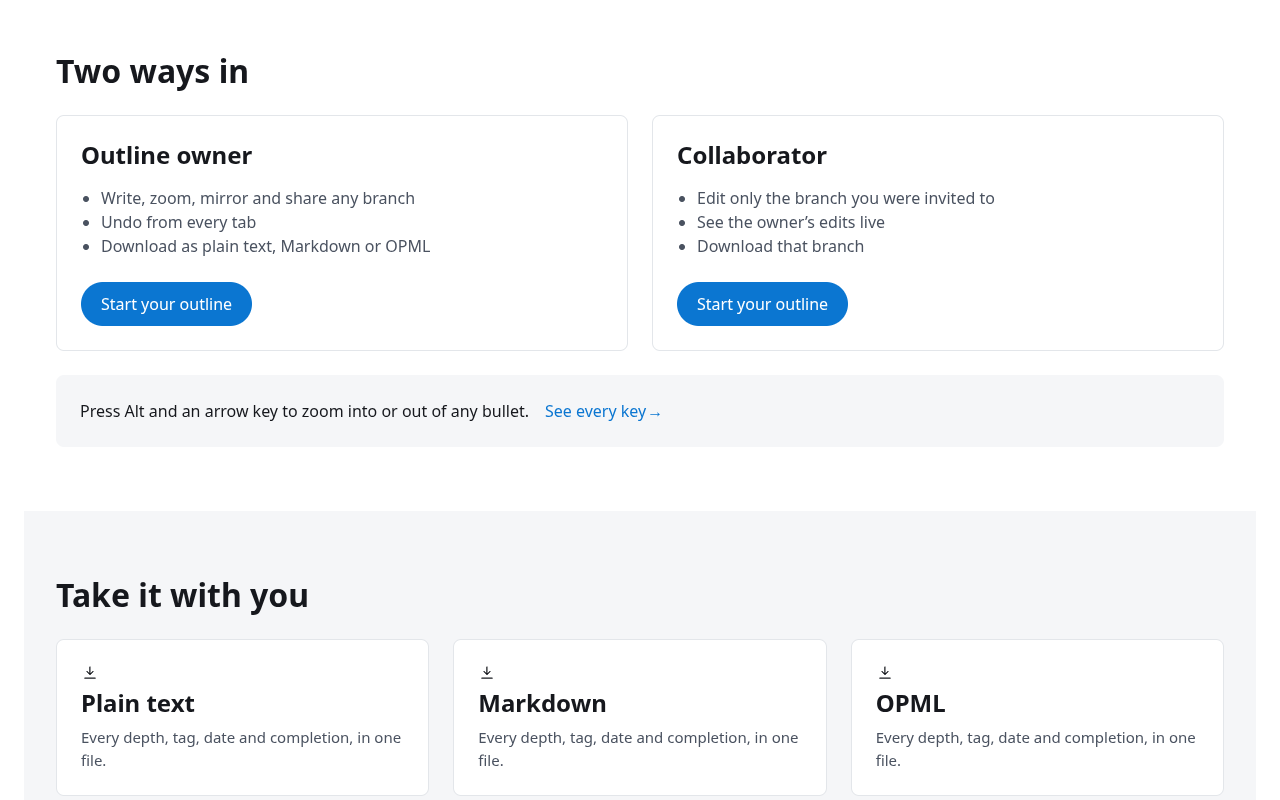 Two ways in
Outline owner
• Write, zoom, mirror and share any branch
• Undo from every tab
• Download as plain text, Markdown or OPML
Start your outline
Collaborator
• Edit only the branch you were invited to
• See the owner’s edits live
• Download that branch
Start your outline
Press Alt and an arrow key to zoom into or out of any bullet. See every key→
Take it with you
Plain text
Every depth, tag, date and completion, in one
file.
Markdown
Every depth, tag, date and completion, in one
file.
OPML
Every depth, tag, date and completion, in one
file.